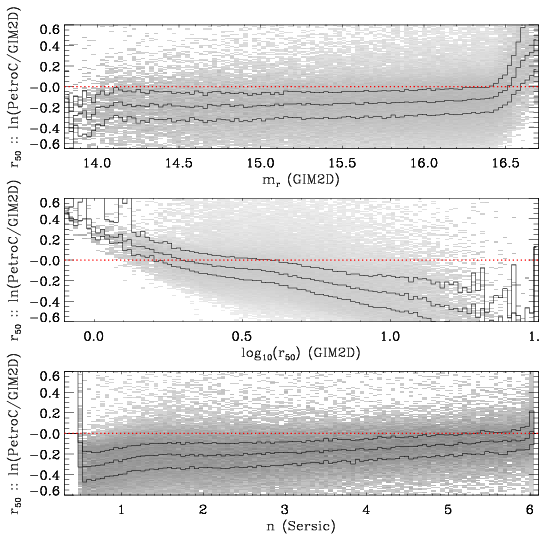 r50 :: ln(PetroC/GIM2D)
0.6
0.4
0.2
−0.0
−0.2
−0.4
−0.6
14.0 14.5 15.0 15.5 16.0 16.5
m_r (GIM2D)
r50 :: ln(PetroC/GIM2D)
0.6
0.4
0.2
−0.0
−0.2
−0.4
−0.6
0.0 0.5 1.0 1.
log10(r50) (GIM2D)
r50 :: ln(PetroC/GIM2D)
0.6
0.4
0.2
−0.0
−0.2
−0.4
−0.6
1 2 3 4 5 6
n (Sersic)